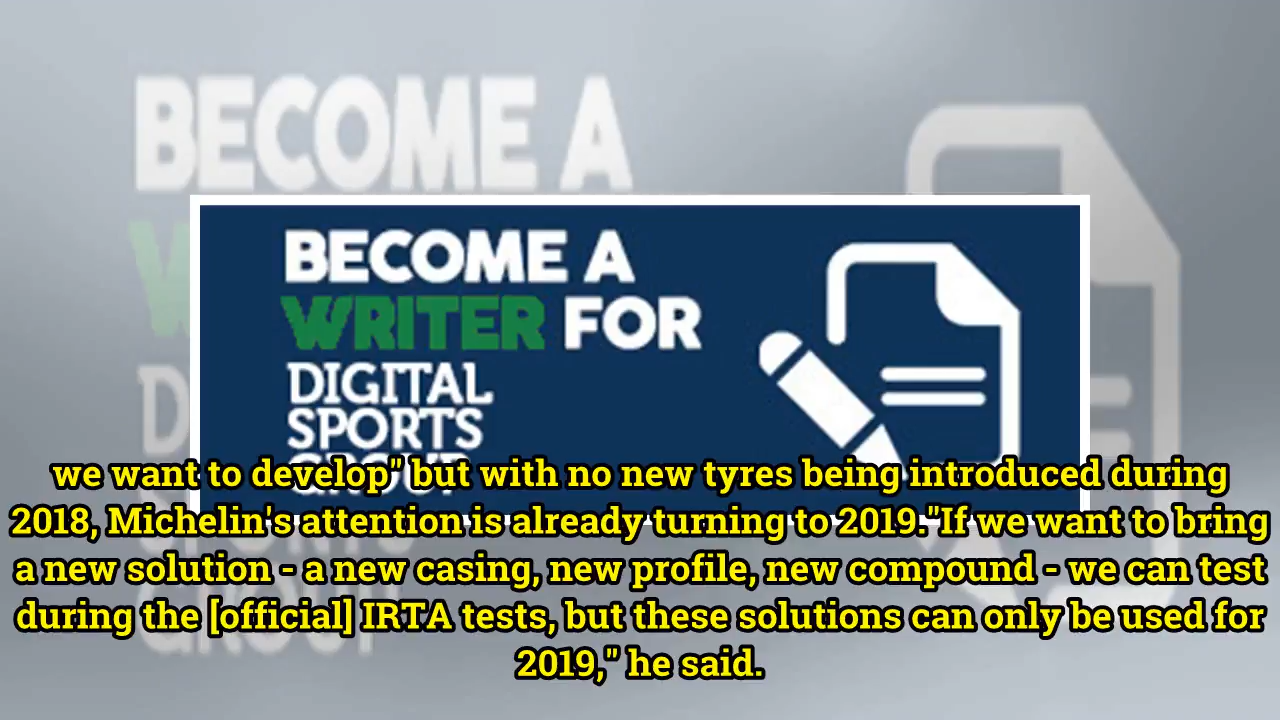 BECOME A
WRITER FOR
DIGITAL
SPORTS
GROUP
we want to develop" but with no new tyres being introduced during
2018, Michelin's attention is already turning to 2019."If we want to bring
a new solution - a new casing, new profile, new compound - we can test
during the [official] IRTA tests, but these solutions can only be used for
2019," he said.